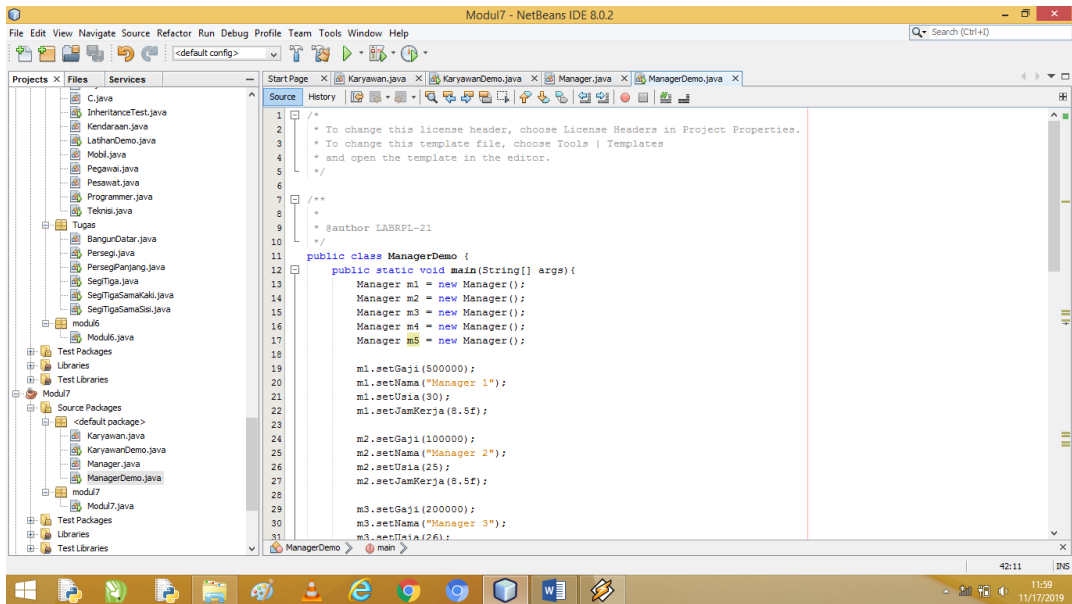 Modul7 - NetBeans IDE 8.0.2
File Edit View Navigate Source Refactor Run Debug Profile Team Tools Window Help
Search (Ctrl+I)
<default config>
Projects × Files Services
Start Page × Karyawan.java × KaryawanDemo.java × Manager.java × ManagerDemo.java ×
Source History
C.java
InheritanceTest.java
Kendaraan.java
LatihanDemo.java
Mobil.java
Pegawai.java
Pesawat.java
Programmer.java
Teknisi.java
Tugas
BangunDatar.java
Persegi.java
PersegiPanjang.java
SegiTiga.java
SegiTigaSamaKaki.java
SegiTigaSamaSisi.java
modul6
Modul6.java
Test Packages
Libraries
Test Libraries
Modul7
Source Packages
<default package>
Karyawan.java
KaryawanDemo.java
Manager.java
ManagerDemo.java
modul7
Modul7.java
Test Packages
Libraries
Test Libraries
1 /*
2 * To change this license header, choose License Headers in Project Properties.
3 * To change this template file, choose Tools | Templates
4 * and open the template in the editor.
5 */
6
7 /**
8 *
9 * @author LABRPL-21
10 */
11 public class ManagerDemo {
12 public static void main(String[] args){
13 Manager m1 = new Manager();
14 Manager m2 = new Manager();
15 Manager m3 = new Manager();
16 Manager m4 = new Manager();
17 Manager m5 = new Manager();
18
19 m1.setGaji(500000);
20 m1.setNama("Manager 1");
21 m1.setUsia(30);
22 m1.setJamKerja(8.5f);
23
24 m2.setGaji(100000);
25 m2.setNama("Manager 2");
26 m2.setUsia(25);
27 m2.setJamKerja(8.5f);
28
29 m3.setGaji(200000);
30 m3.setNama("Manager 3");
31 m3.setUsia(26);
ManagerDemo main
42:11 INS
11:59
11/17/2019